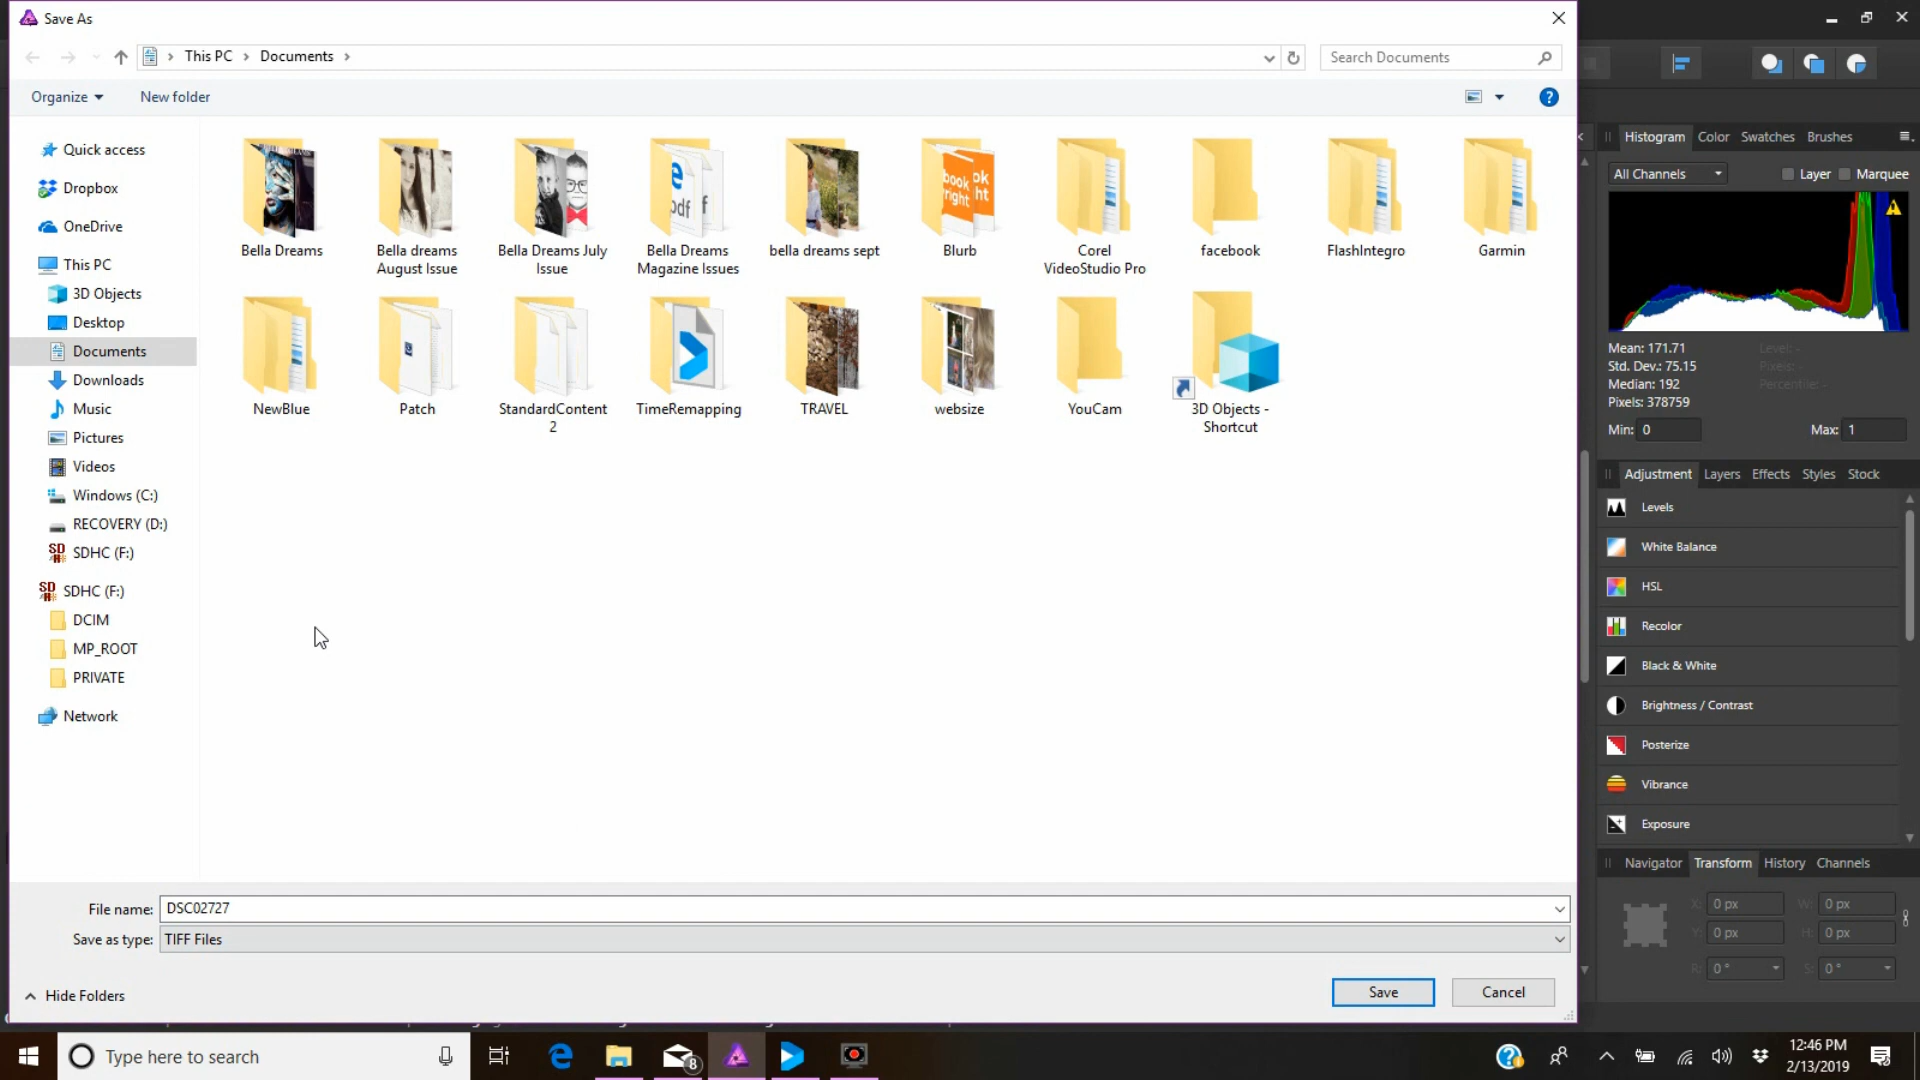 Save As
This PC > Documents >
Search Documents
Organize
New folder
Quick access
Dropbox
OneDrive
This PC
3D Objects
Desktop
Documents
Downloads
Music
Pictures
Videos
Windows (C:)
RECOVERY (D:)
SDHC (F:)
SDHC (F:)
DCIM
MP_ROOT
PRIVATE
Network
Bella Dreams
Bella dreams
August Issue
Bella Dreams July
Issue
Bella Dreams
Magazine Issues
bella dreams sept
Blurb
Corel
VideoStudio Pro
facebook
FlashIntegro
Garmin
NewBlue
Patch
StandardContent
2
TimeRemapping
TRAVEL
websize
YouCam
3D Objects -
Shortcut
File name: DSC02727
Save as type: TIFF Files
Hide Folders
Save
Cancel
Histogram Color Swatches Brushes
All Channels
Layer
Marquee
Mean: 171.71
Std. Dev.: 75.15
Median: 192
Pixels: 378759
Level: -
Pixels: -
Percentile: -
Min: 0
Max: 1
Adjustment Layers Effects Styles Stock
Levels
White Balance
HSL
Recolor
Black & White
Brightness / Contrast
Posterize
Vibrance
Exposure
Navigator Transform History Channels
X: 0 px W: 0 px
Y: 0 px H: 0 px
R: 0 ° S: 0 °
Type here to search
8
12:46 PM
2/13/2019